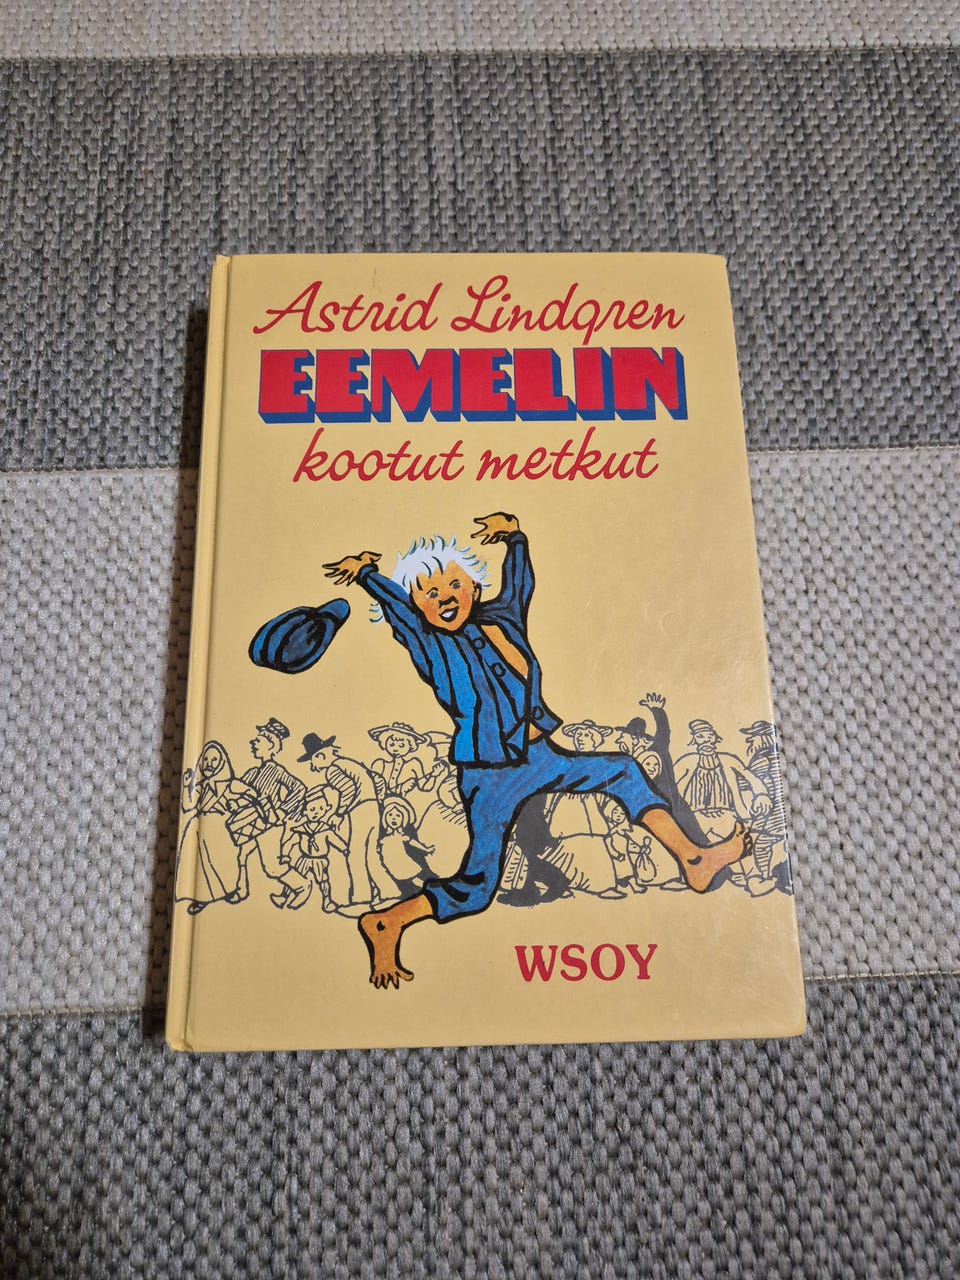 Astrid Lindgren
EEMELIN
kootut metkut
WSOY